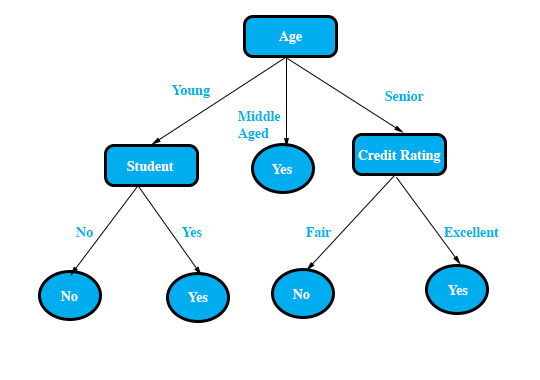 Age
Young
Middle
Aged
Senior
Student
Yes
Credit Rating
No
Yes
Fair
Excellent
No
Yes
No
Yes